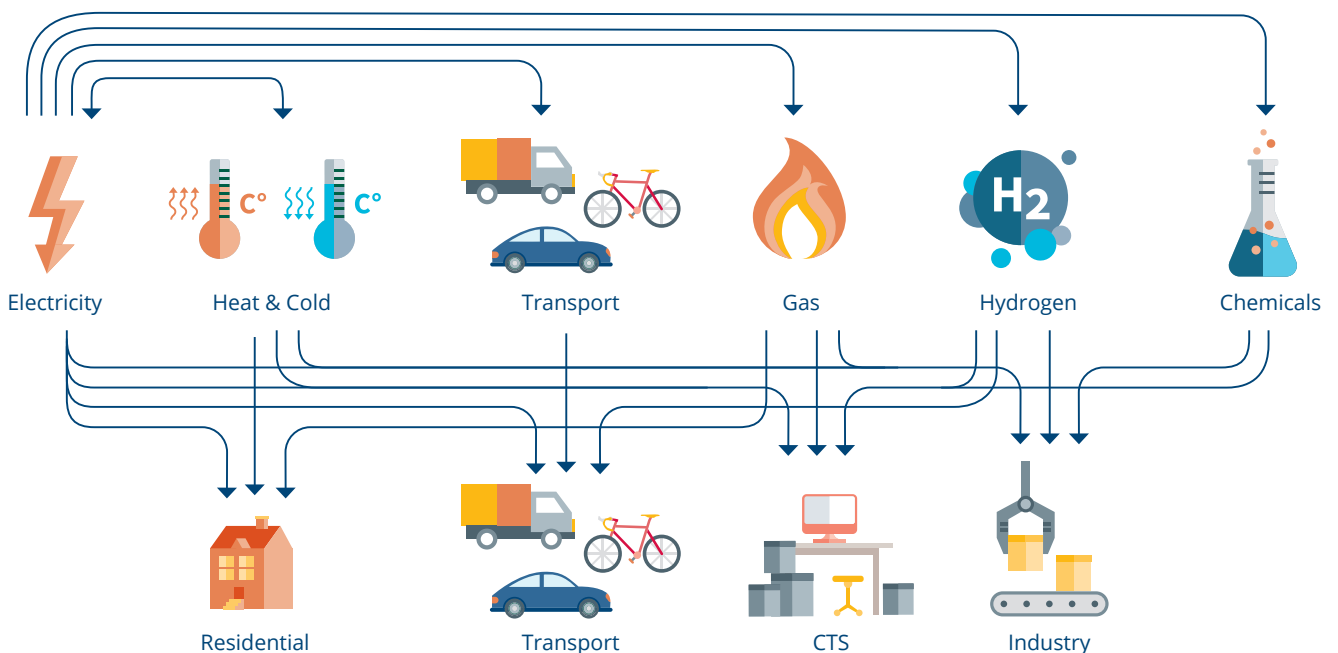 C°
C°
H2
Electricity
Heat & Cold
Transport
Gas
Hydrogen
Chemicals
Residential
Transport
CTS
Industry